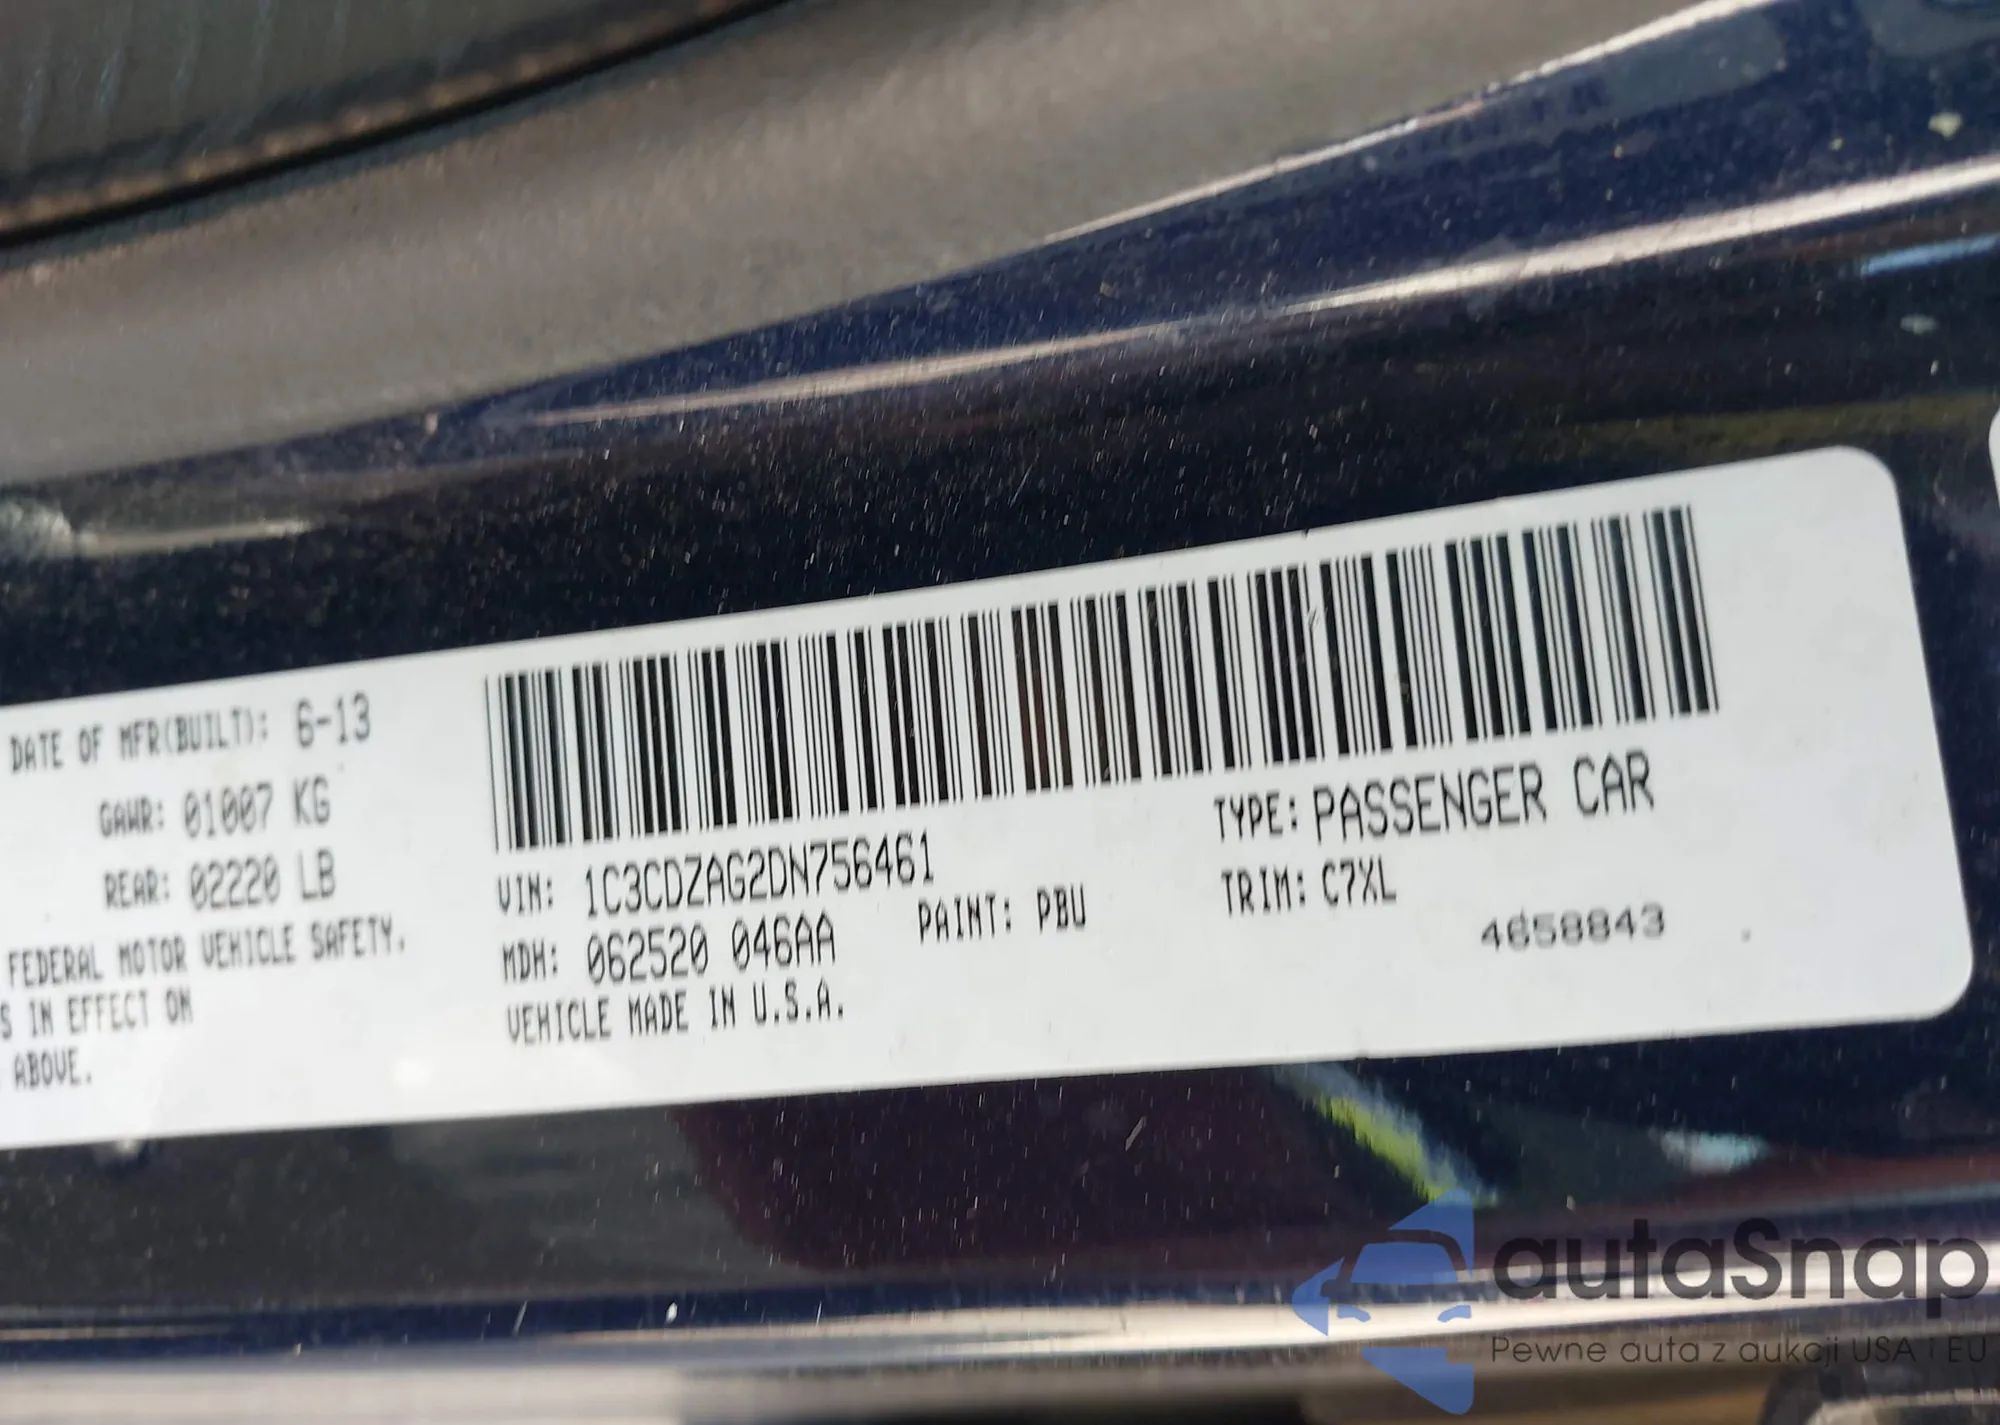 DATE OF MFR(BUILT): 6-13
GAWR: 01007 KG
REAR: 02220 LB
FEDERAL MOTOR VEHICLE SAFETY.
S IN EFFECT ON
ABOVE.
VIN: 1C3CDZAG2DN756461
TYPE: PASSENGER CAR
MDH: 062520 046AA
PAINT: PBU
TRIM: C7XL
VEHICLE MADE IN U.S.A.
4658843
autaSnap
Pewne auta z aukcji USA i EU